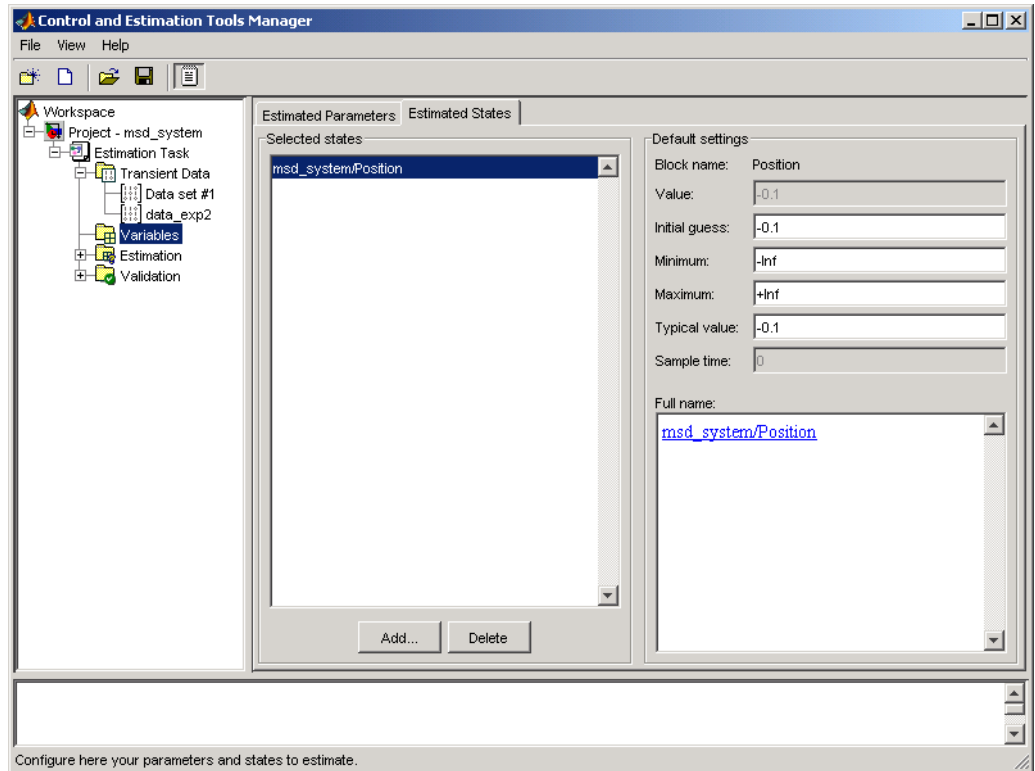 Control and Estimation Tools Manager
File View Help
Workspace
Project - msd_system
Estimation Task
Transient Data
Data set #1
data_exp2
Variables
Estimation
Validation
Estimated Parameters
Estimated States
Selected states
msd_system/Position
Add...
Delete
Default settings
Block name: Position
Value: -0.1
Initial guess: -0.1
Minimum: -Inf
Maximum: +Inf
Typical value: -0.1
Sample time: 0
Full name:
msd_system/Position
Configure here your parameters and states to estimate.